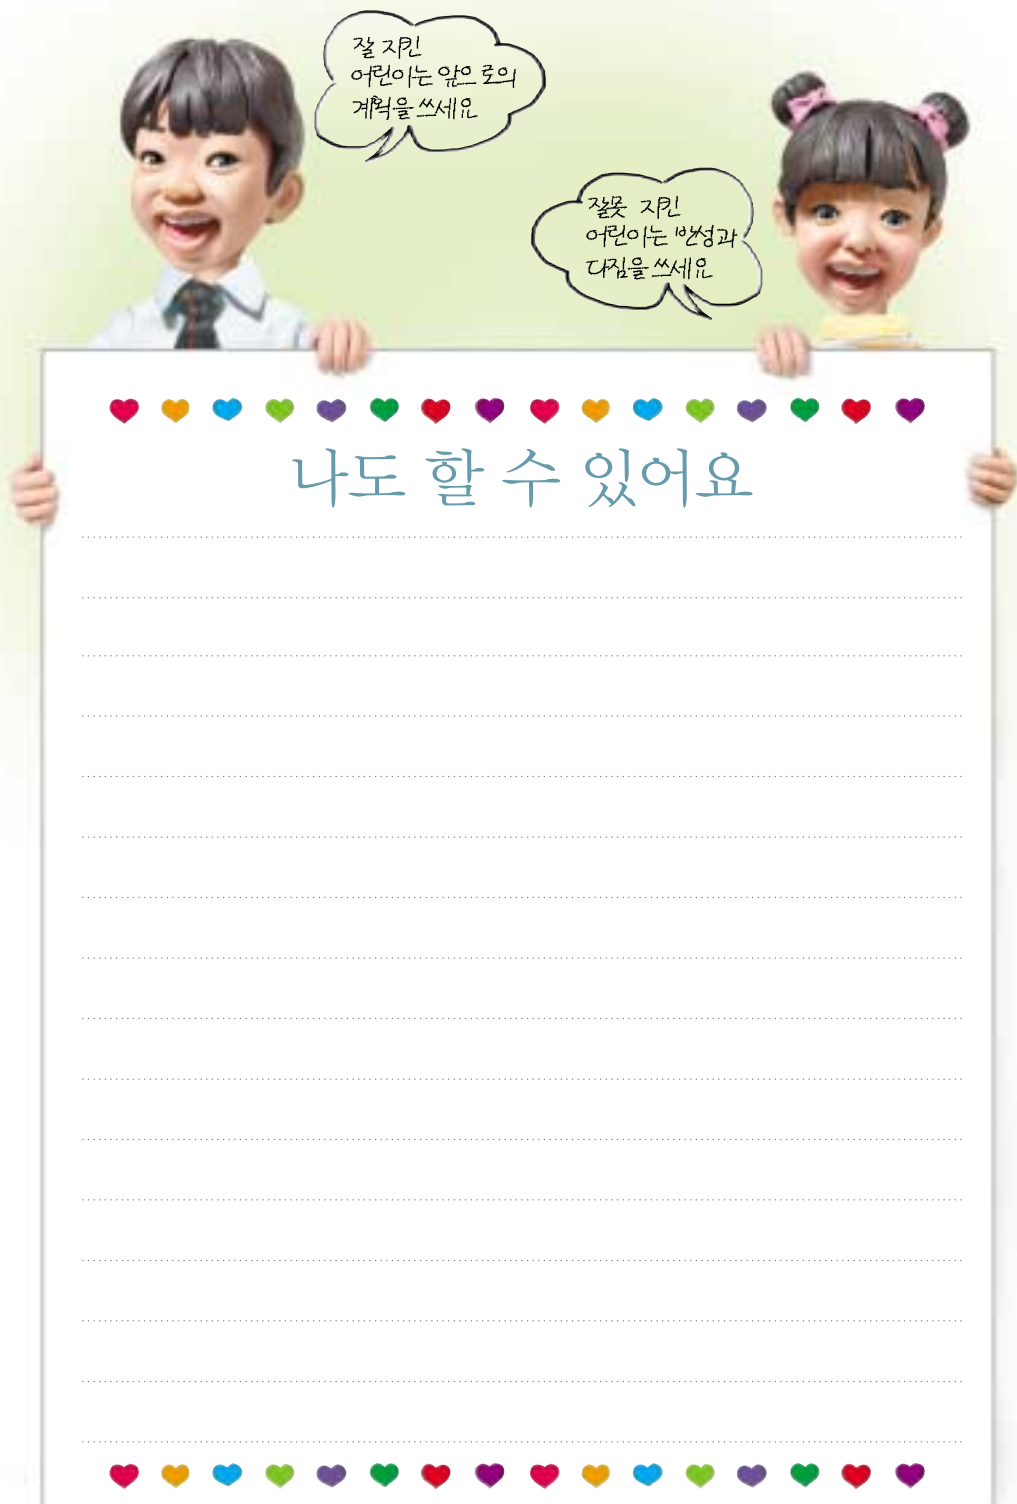 잘 지킨
어린이는 앞으로의
계획을 쓰세요
잘못 지킨
어린이는 반성과
다짐을 쓰세요
나도 할 수 있어요